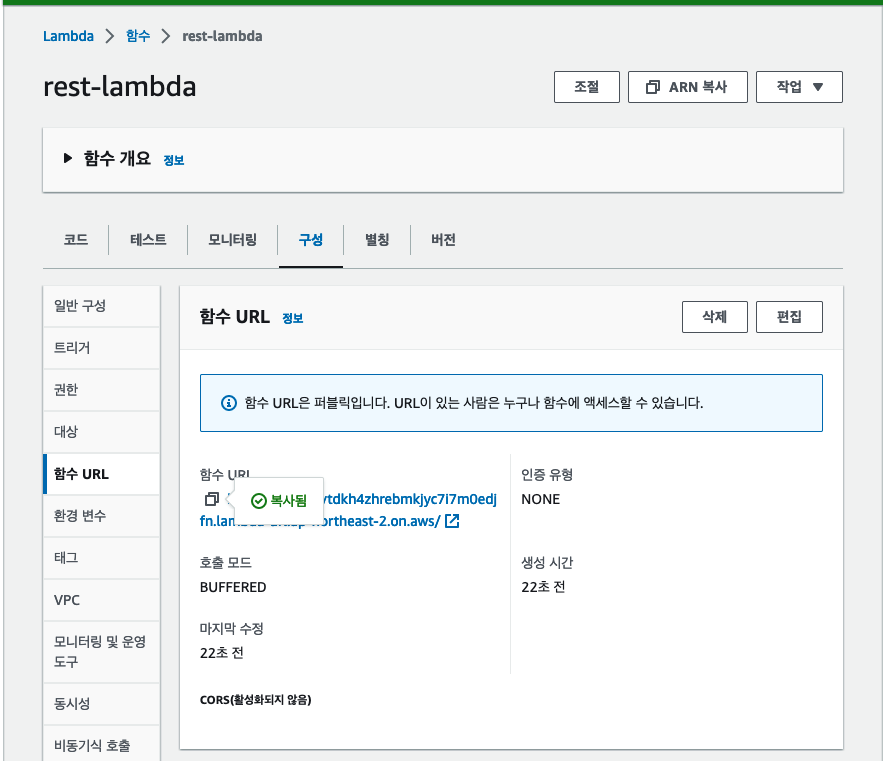 Lambda > 함수 > rest-lambda
rest-lambda
조절 ARN 복사 작업
함수 개요 정보
코드 테스트 모니터링 구성 별칭 버전
일반 구성
트리거
권한
대상
함수 URL
환경 변수
태그
VPC
모니터링 및 운영
도구
동시성
비동기식 호출
함수 URL 정보
삭제 편집
함수 URL은 퍼블릭입니다. URL이 있는 사람은 누구나 함수에 액세스할 수 있습니다.
함수 URL
복사됨
vtdkh4zhrebmkjyc7i7m0edj
northeast-2.on.aws/
인증 유형
NONE
호출 모드
BUFFERED
생성 시간
22초 전
마지막 수정
22초 전
CORS(활성화되지 않음)